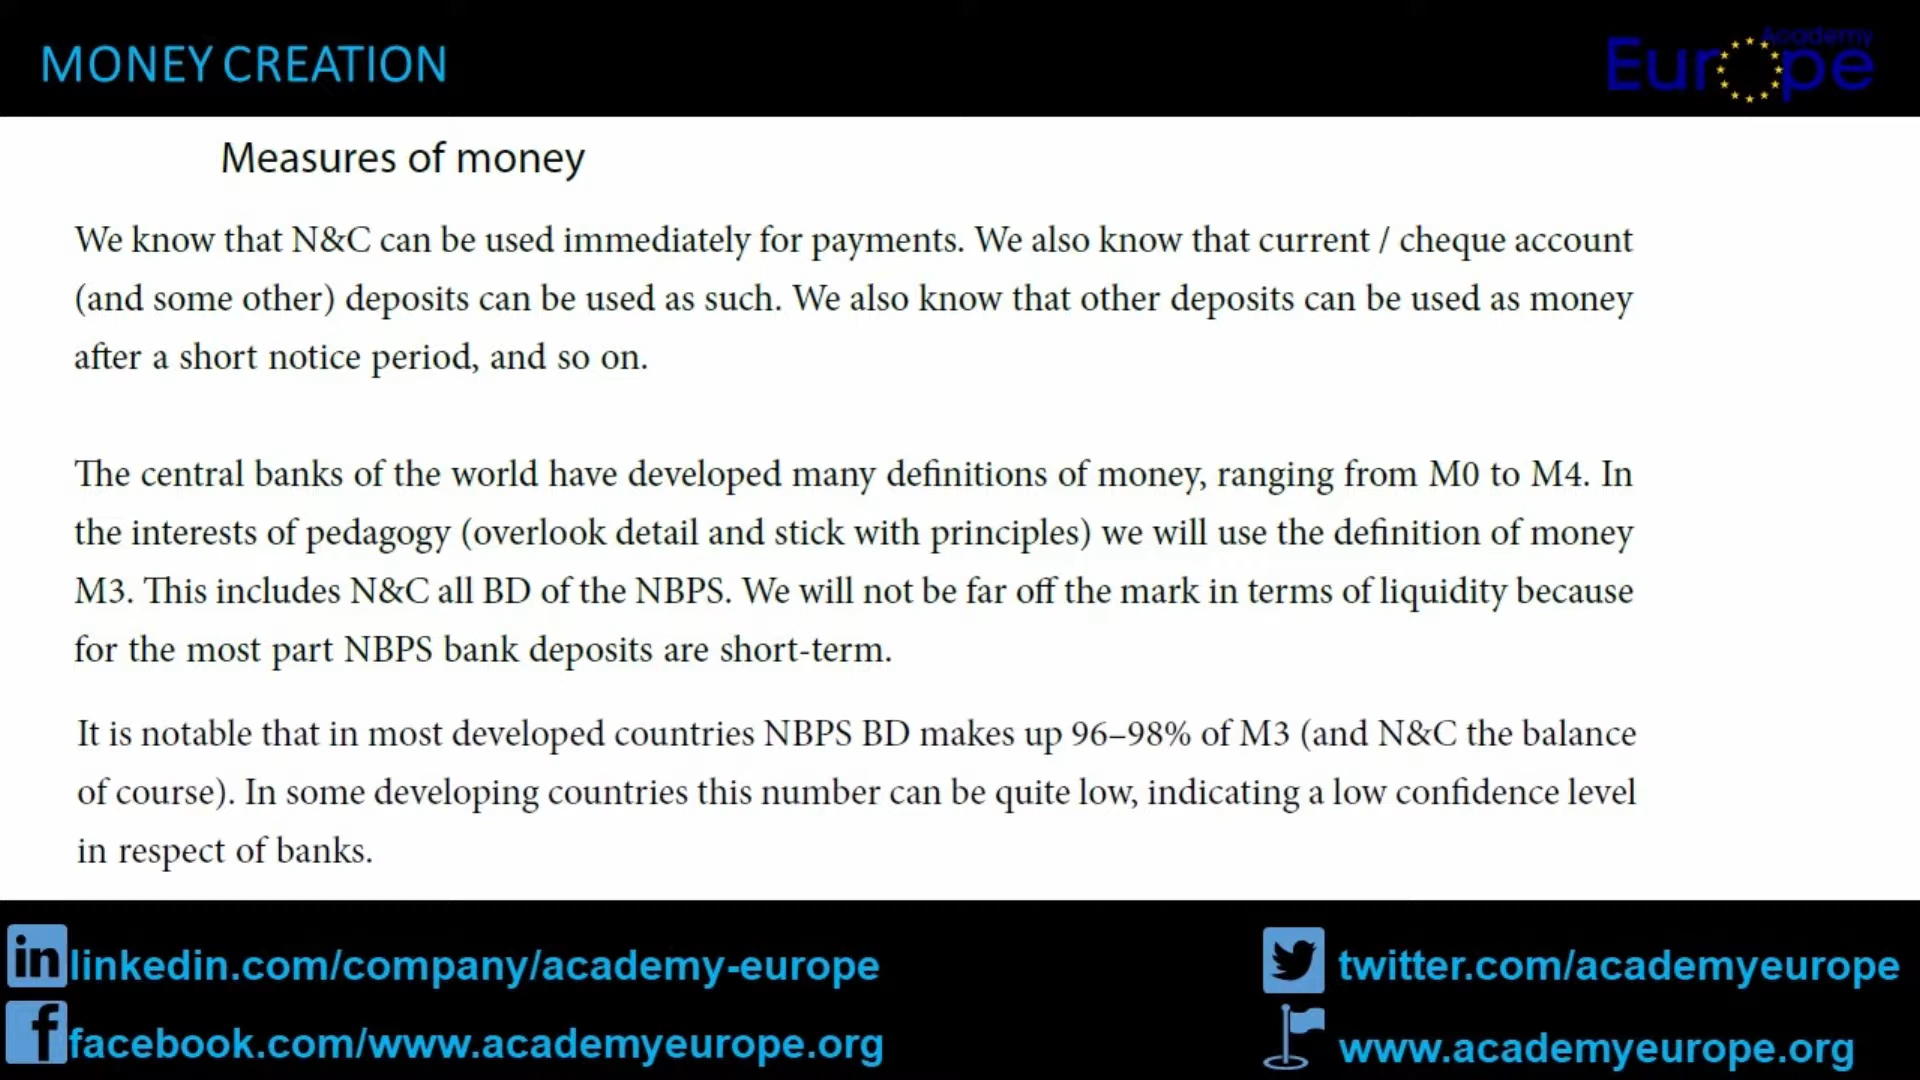 MONEY CREATION
Academy
Europe
Measures of money
We know that N&C can be used immediately for payments. We also know that current / cheque account
(and some other) deposits can be used as such. We also know that other deposits can be used as money
after a short notice period, and so on.
The central banks of the world have developed many definitions of money, ranging from M0 to M4. In
the interests of pedagogy (overlook detail and stick with principles) we will use the definition of money
M3. This includes N&C all BD of the NBPS. We will not be far off the mark in terms of liquidity because
for the most part NBPS bank deposits are short-term.
It is notable that in most developed countries NBPS BD makes up 96–98% of M3 (and N&C the balance
of course). In some developing countries this number can be quite low, indicating a low confidence level
in respect of banks.
in linkedin.com/company/academy-europe
twitter.com/academyeurope
f facebook.com/www.academyeurope.org
www.academyeurope.org